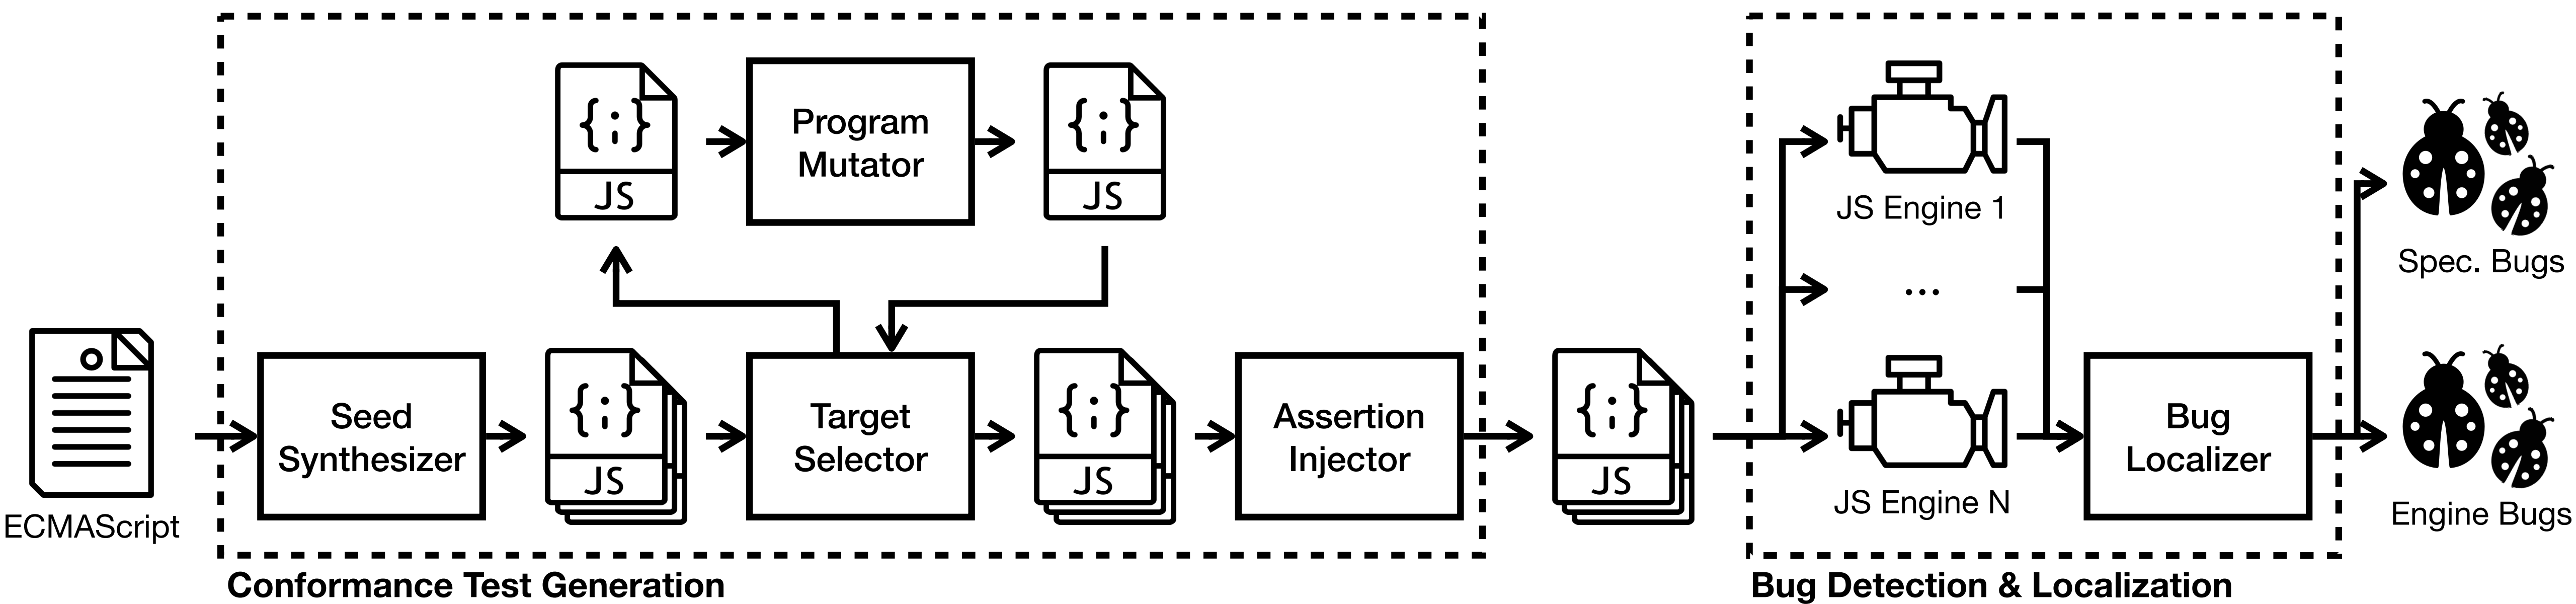 {;}
JS
Program
Mutator
{;}
JS
JS Engine 1
Spec. Bugs
...
ECMAScript
Seed
Synthesizer
{;}
JS
Target
Selector
{;}
JS
Assertion
Injector
{;}
JS
JS Engine N
Bug
Localizer
Engine Bugs
Conformance Test Generation
Bug Detection & Localization